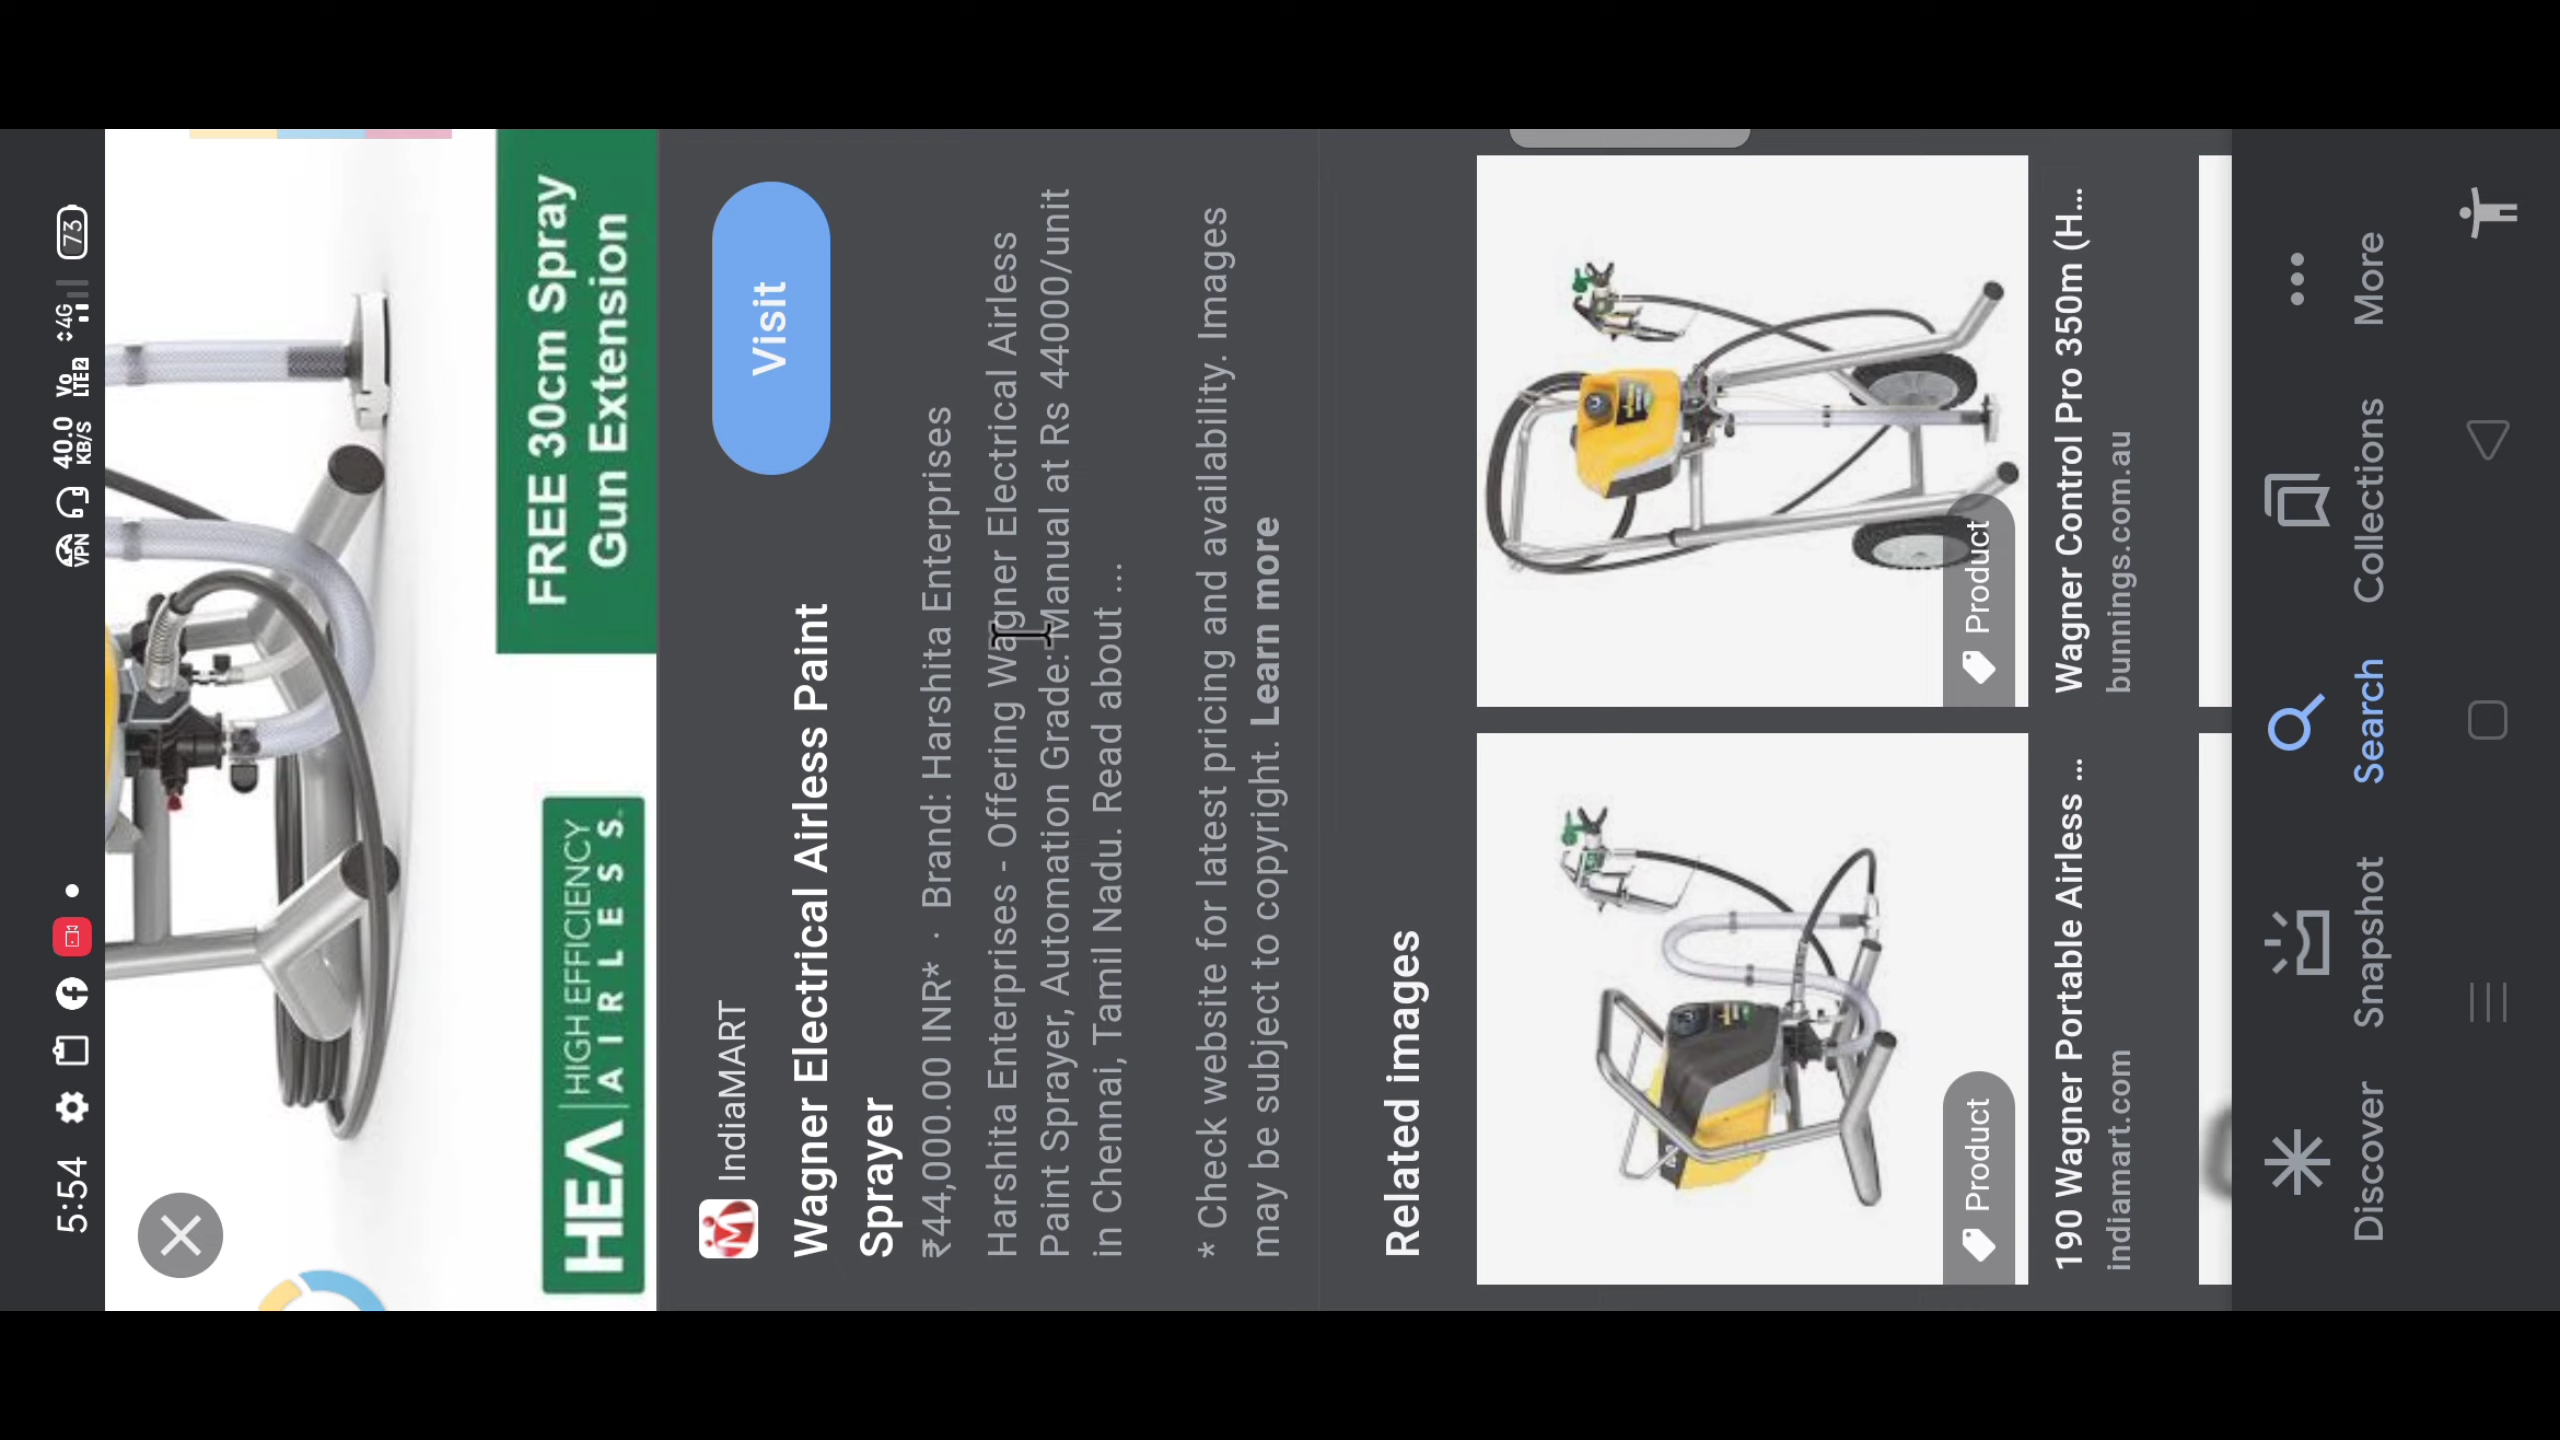 5:54
40.0
KB/S
Vo
LTE2
4G
73
VPN
FREE 30cm Spray
Gun Extension
HEA HIGH EFFICIENCY
AIRLESS
IndiaMART
Visit
Wagner Electrical Airless Paint
Sprayer
₹44,000.00 INR* · Brand: Harshita Enterprises
Harshita Enterprises - Offering Wagner Electrical Airless
Paint Sprayer, Automation Grade: Manual at Rs 44000/unit
in Chennai, Tamil Nadu. Read about ...
* Check website for latest pricing and availability. Images
may be subject to copyright. Learn more
Related images
Product
190 Wagner Portable Airless ...
indiamart.com
Product
Wagner Control Pro 350m (H...
bunnings.com.au
Discover
Snapshot
Search
Collections
More